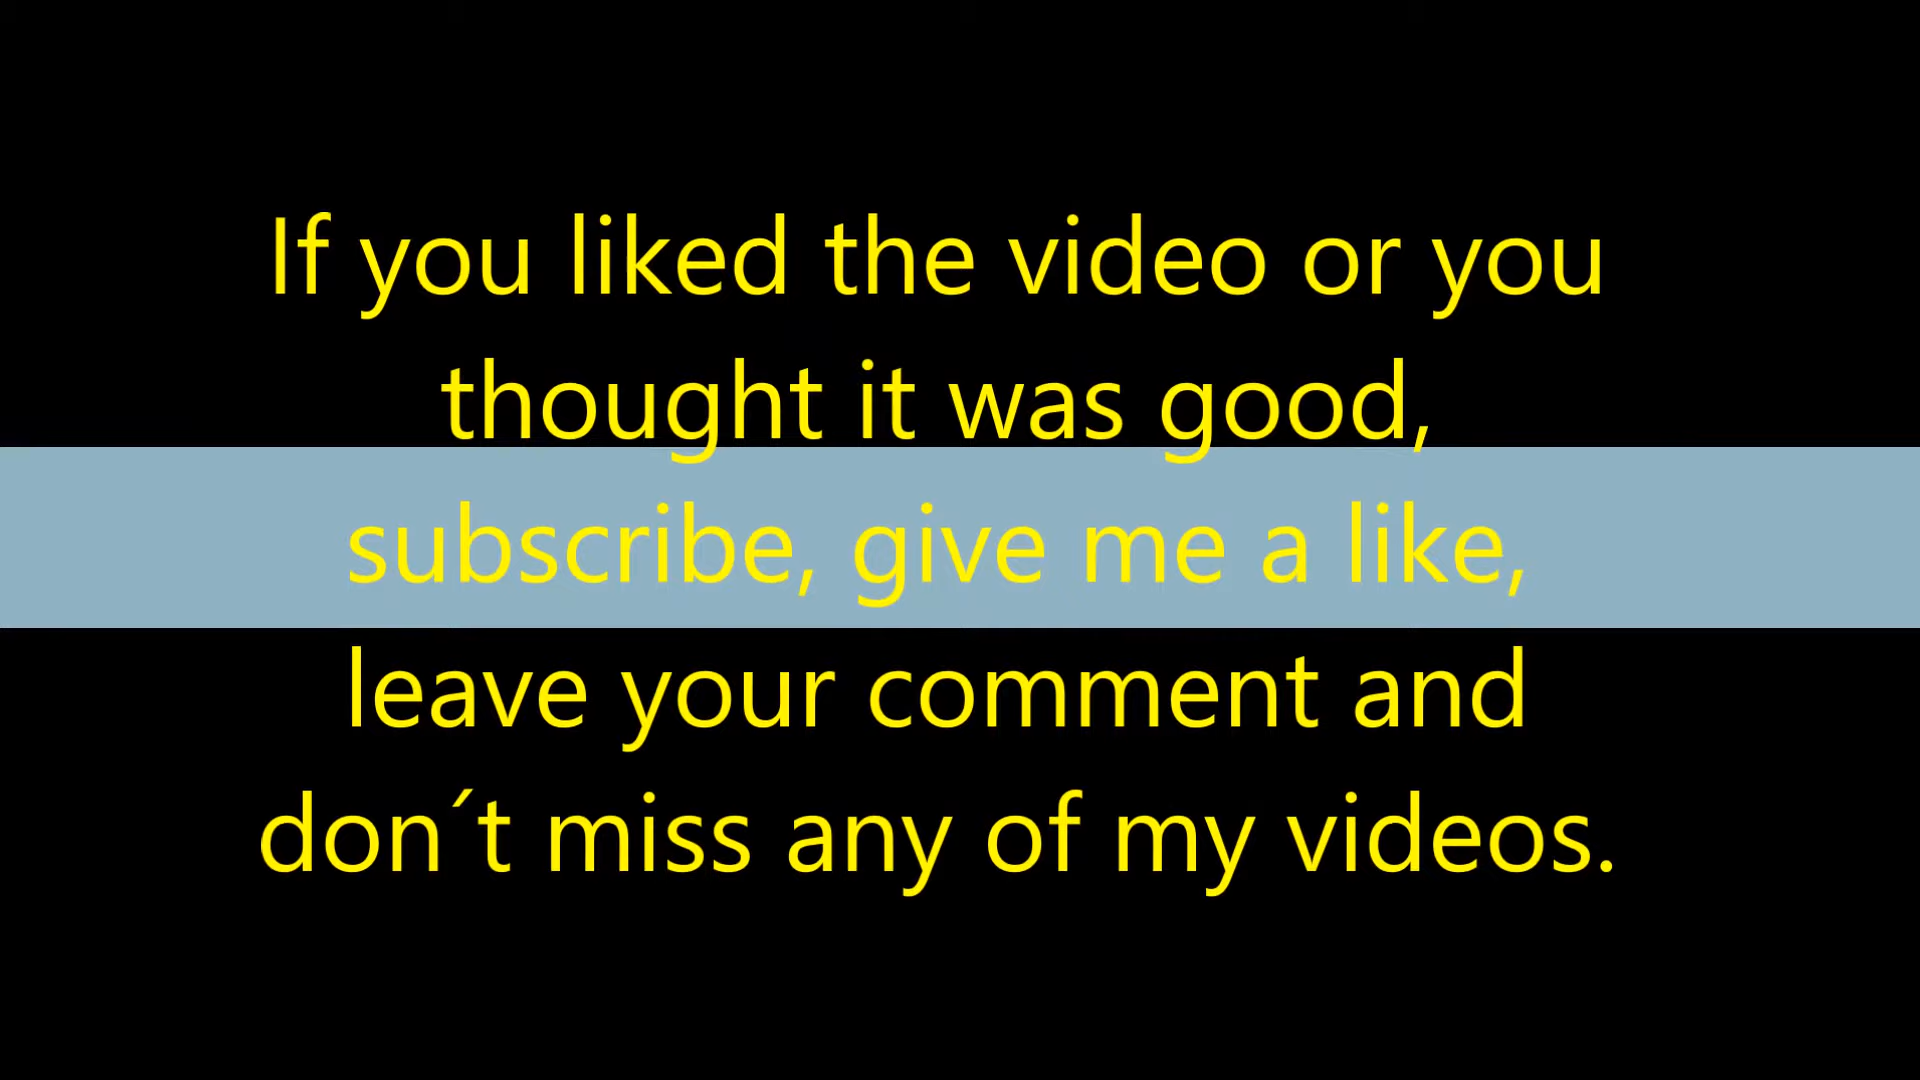 If you liked the video or you
thought it was good,
subscribe, give me a like,
leave your comment and
don´t miss any of my videos.